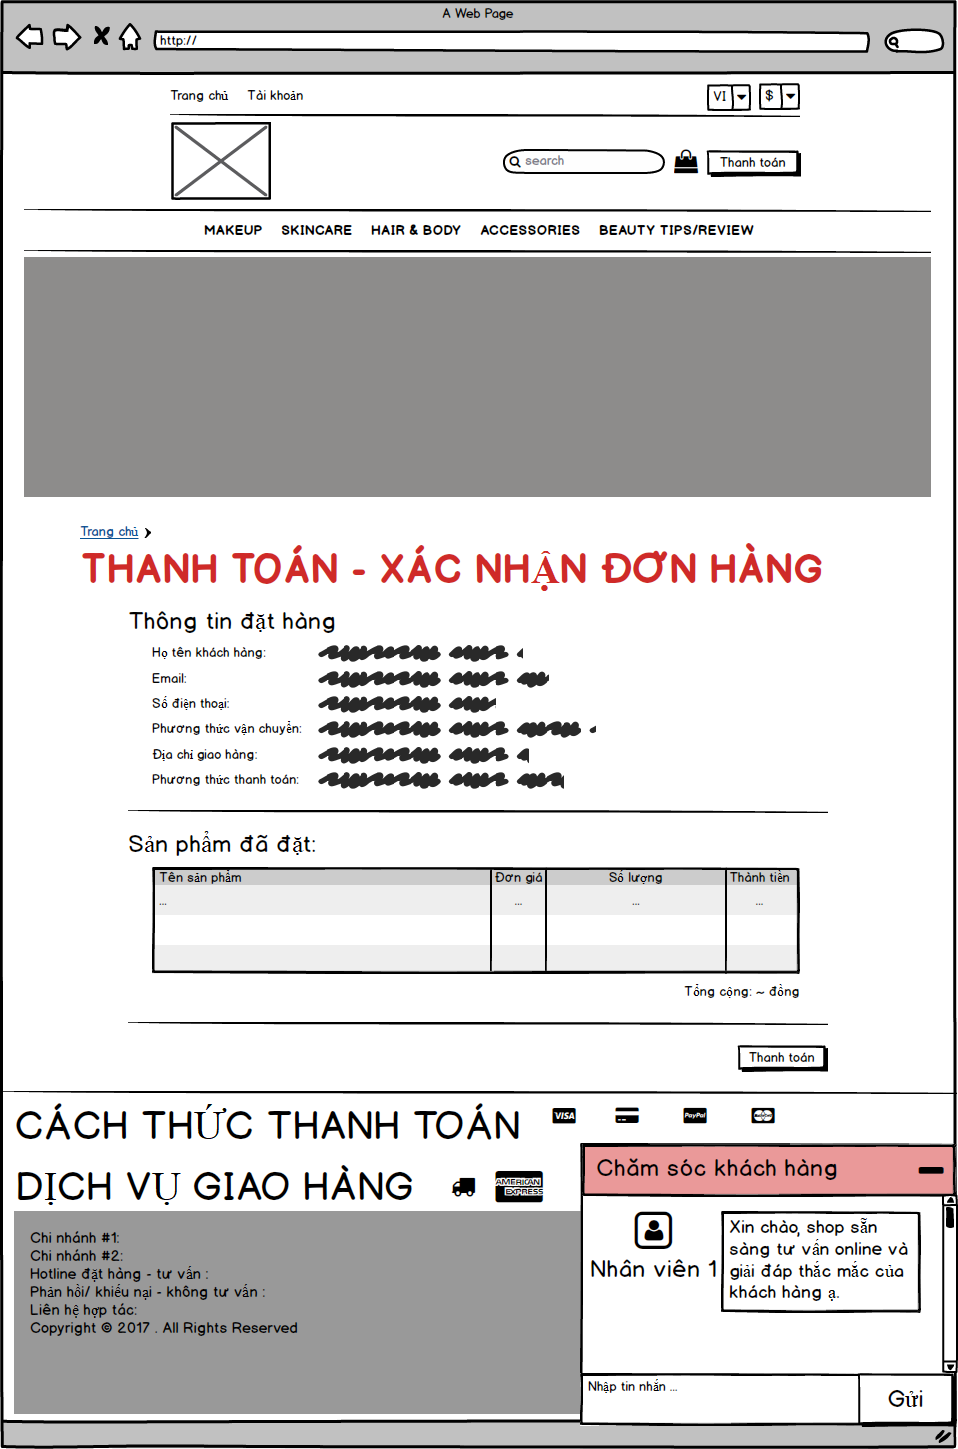 A Web Page
http://
Trang chủ Tài khoản VI $
search Thanh toán
MAKEUP SKINCARE HAIR & BODY ACCESSORIES BEAUTY TIPS/REVIEW
Trang chủ
THANH TOÁN - XÁC NHẬN ĐƠN HÀNG
Thông tin đặt hàng
Họ tên khách hàng:
Email:
Số điện thoại:
Phương thức vận chuyển:
Địa chỉ giao hàng:
Phương thức thanh toán:
Sản phẩm đã đặt:
Tên sản phẩm Đơn giá Số lượng Thành tiền
... ... ... ...
Tổng cộng: ~ đồng
Thanh toán
CÁCH THỨC THANH TOÁN VISA PayPal MasterCard
DỊCH VỤ GIAO HÀNG AMERICAN EXPRESS
Chi nhánh #1:
Chi nhánh #2:
Hotline đặt hàng - tư vấn :
Phản hồi/ khiếu nại - không tư vấn :
Liên hệ hợp tác:
Copyright © 2017 . All Rights Reserved
Chăm sóc khách hàng
Nhân viên 1
Xin chào, shop sẵn
sàng tư vấn online và
giải đáp thắc mắc của
khách hàng ạ.
Nhập tin nhắn ...
Gửi